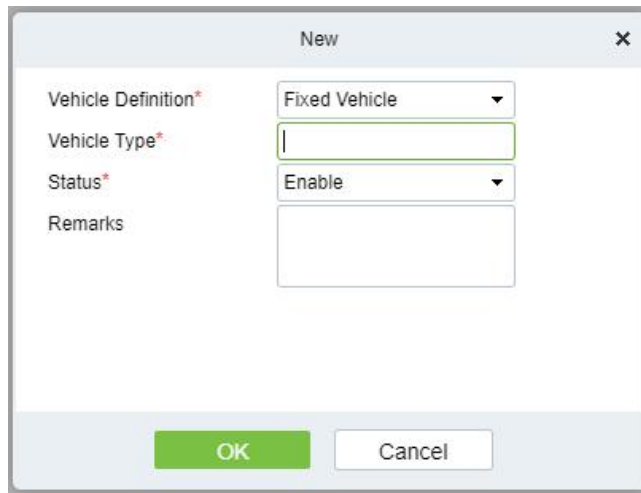 New
Vehicle Definition* Fixed Vehicle
Vehicle Type*
Status* Enable
Remarks
OK Cancel